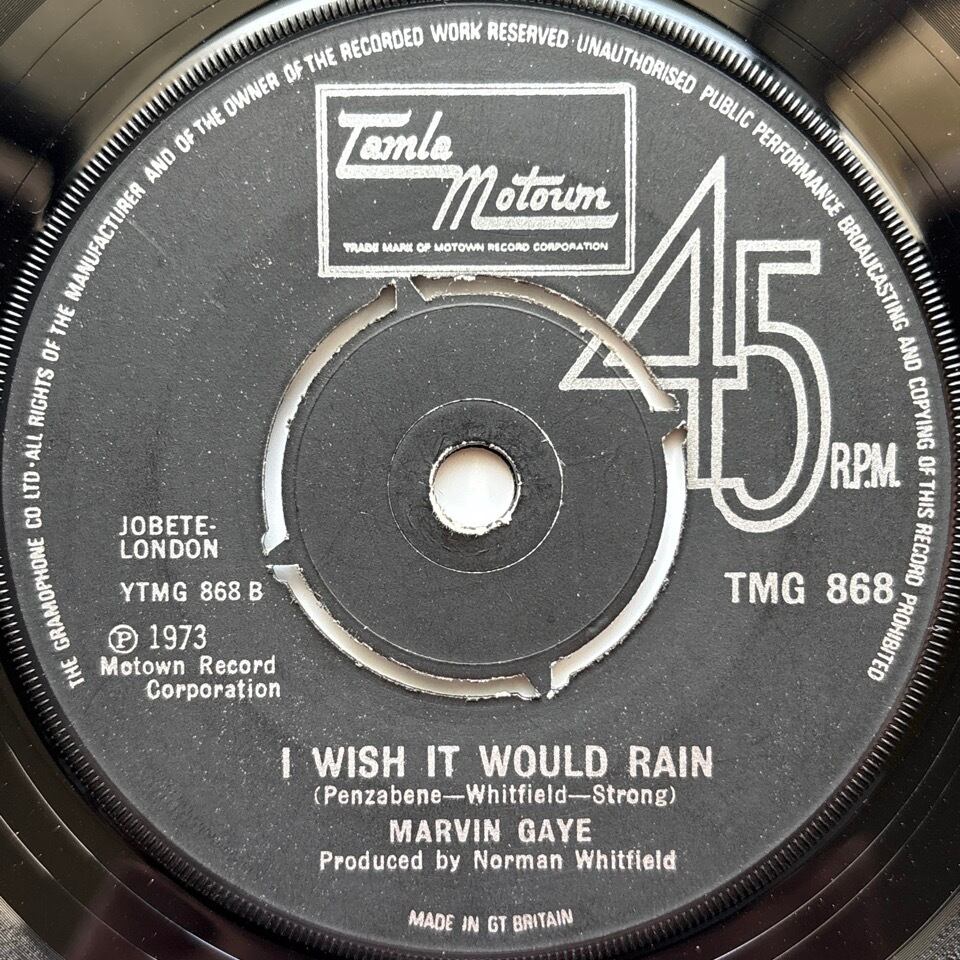 THE GRAMOPHONE CO LTD·ALL RIGHTS OF THE MANUFACTURER AND OF THE OWNER OF THE RECORDED WORK RESERVED UNAUTHORISED PUBLIC PERFORMANCE BROADCASTING AND COPYING OF THIS RECORD PROHIBITED
Tamla
Motown
TRADE MARK OF MOTOWN RECORD CORPORATION
45
R.P.M.
JOBETE-
LONDON
YTMG 868 B
TMG 868
℗ 1973
Motown Record
Corporation
I WISH IT WOULD RAIN
(Penzabene—Whitfield—Strong)
MARVIN GAYE
Produced by Norman Whitfield
MADE IN GT BRITAIN